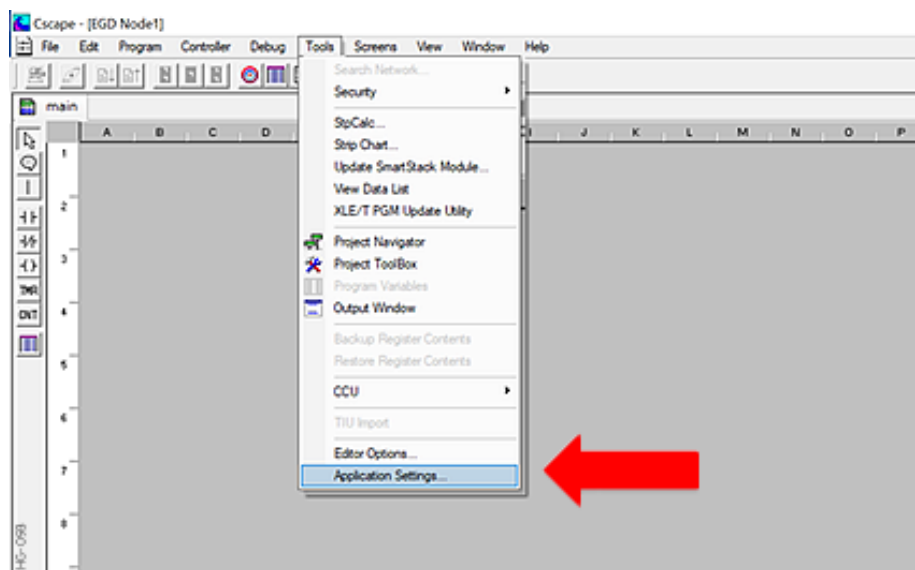 Cscape - [EGD Node1]
File Edit Program Controller Debug Tools Screens View Window Help
Search Network...
Security
main
StpCalc...
A B C D J K L M N O P
Strip Chart...
1
Update SmartStack Module...
View Data List
XLE/T PGM Update Utility
2
Project Navigator
Project ToolBox
3
Program Variables
TMR
Output Window
CNT
4
Backup Register Contents
Restore Register Contents
5
CCU
6
TIU Import
Editor Options...
7
Application Settings...
8